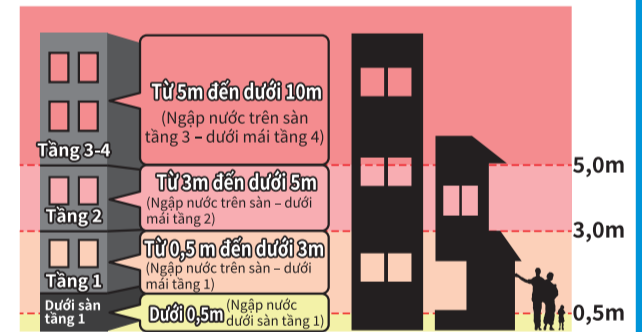 Từ 5m đến dưới 10m
(Ngập nước trên sàn
tầng 3 – dưới mái tầng 4)
Tầng 3-4
5,0m
Từ 3m đến dưới 5m
(Ngập nước trên sàn – dưới
mái tầng 2)
Tầng 2
3,0m
Từ 0,5 m đến dưới 3m
(Ngập nước trên sàn – dưới
mái tầng 1)
Tầng 1
Dưới sàn
tầng 1
Dưới 0,5m (Ngập nước
dưới sàn tầng 1)
0,5m